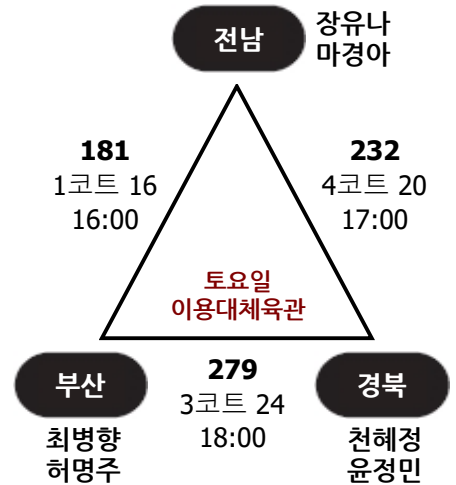 전남
장유나
마경아
181
1코트 16
16:00
232
4코트 20
17:00
토요일
이용대체육관
부산
최병향
허명주
279
3코트 24
18:00
경북
천혜정
윤정민